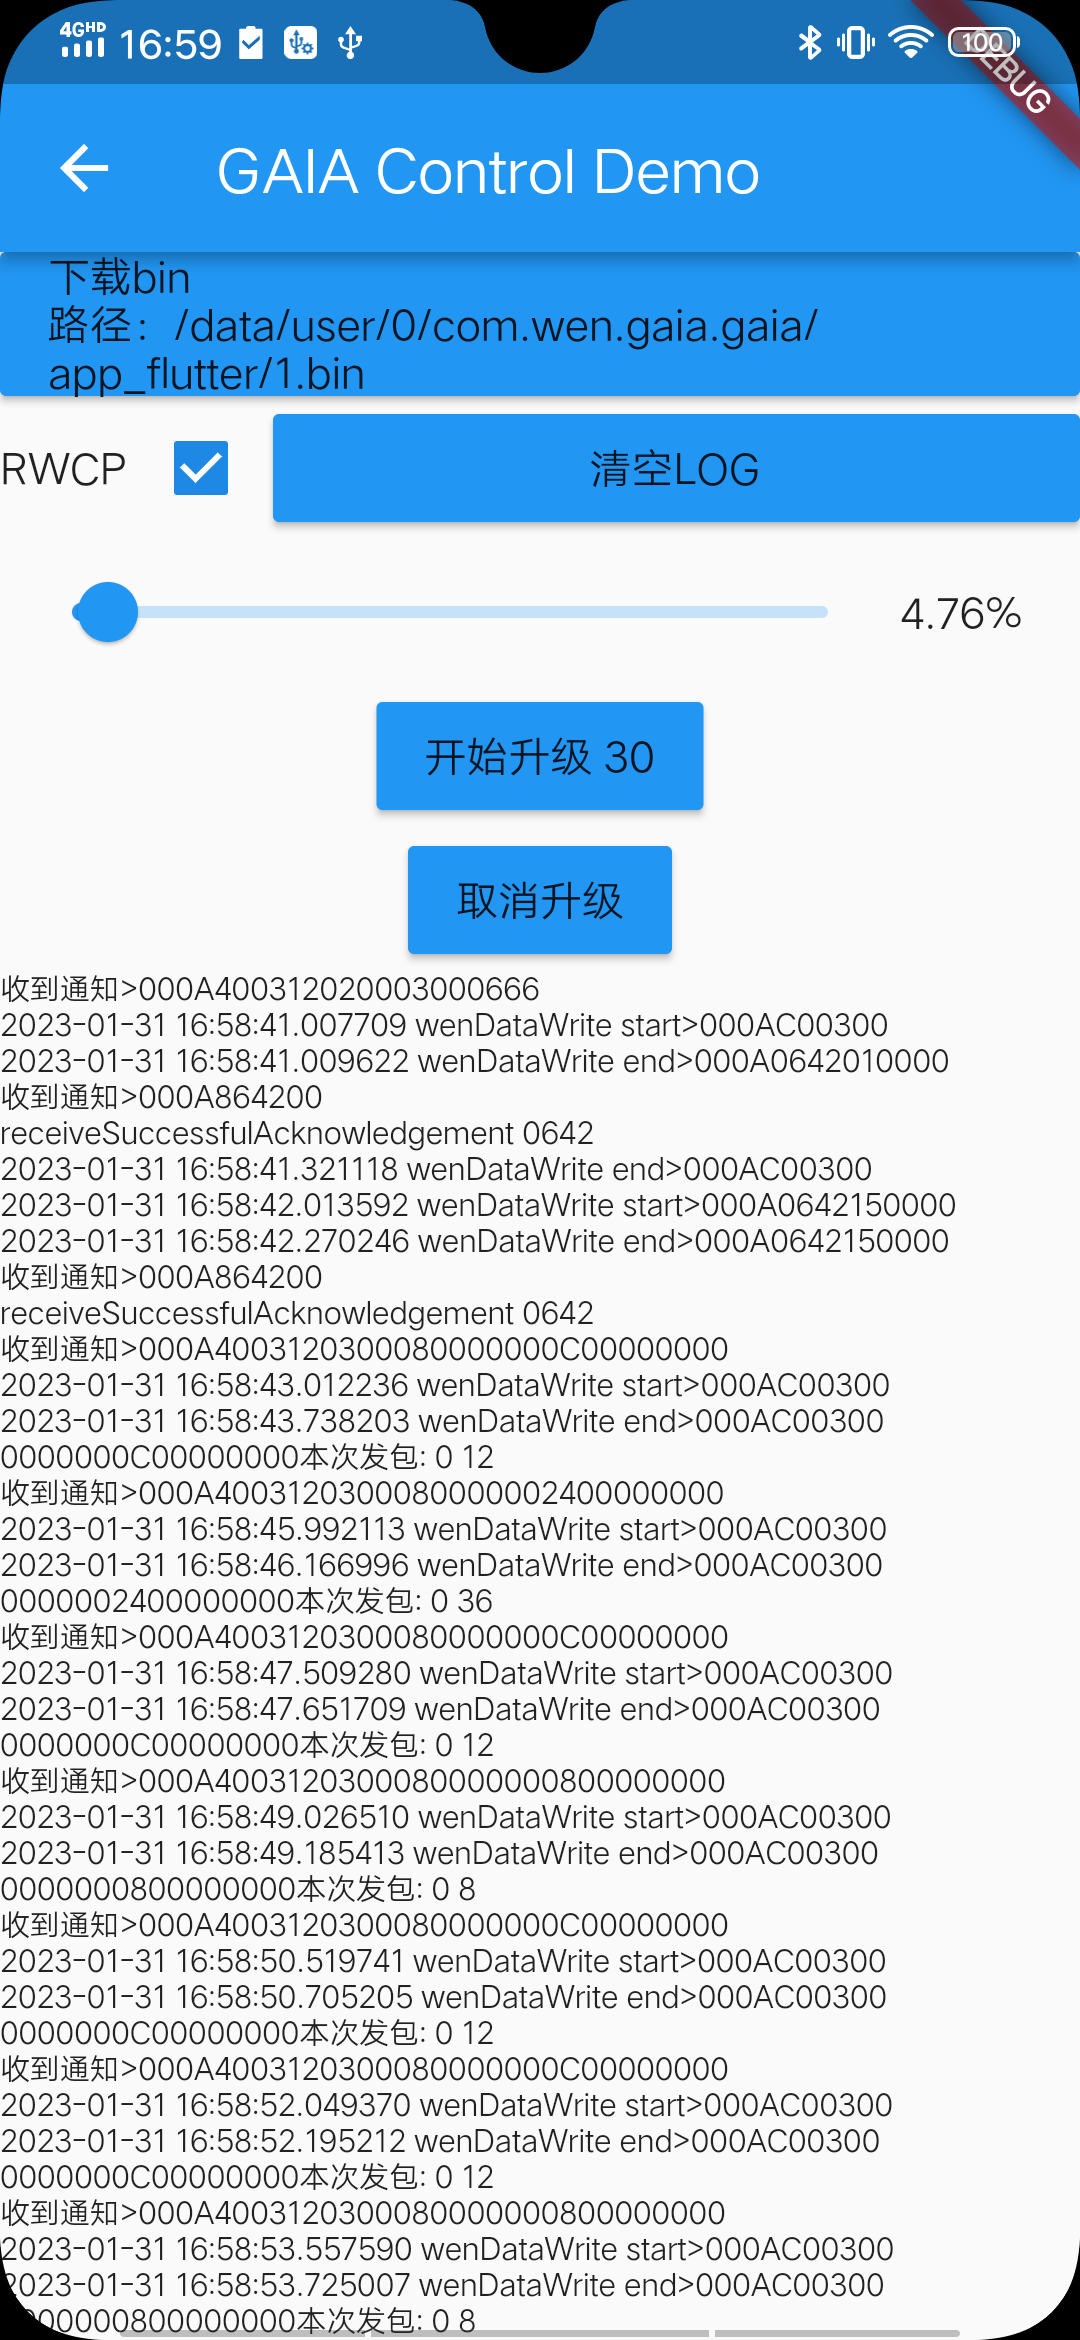 4GHD 16:59 100
DEBUG
GAIA Control Demo
下载bin
路径：/data/user/0/com.wen.gaia.gaia/
app_flutter/1.bin
RWCP 清空LOG
4.76%
开始升级 30
取消升级
收到通知>000A400312020003000666
2023-01-31 16:58:41.007709 wenDataWrite start>000AC00300
2023-01-31 16:58:41.009622 wenDataWrite end>000A0642010000
收到通知>000A864200
receiveSuccessfulAcknowledgement 0642
2023-01-31 16:58:41.321118 wenDataWrite end>000AC00300
2023-01-31 16:58:42.013592 wenDataWrite start>000A0642150000
2023-01-31 16:58:42.270246 wenDataWrite end>000A0642150000
收到通知>000A864200
receiveSuccessfulAcknowledgement 0642
收到通知>000A4003120300080000000C00000000
2023-01-31 16:58:43.012236 wenDataWrite start>000AC00300
2023-01-31 16:58:43.738203 wenDataWrite end>000AC00300
0000000C00000000本次发包: 0 12
收到通知>000A4003120300080000002400000000
2023-01-31 16:58:45.992113 wenDataWrite start>000AC00300
2023-01-31 16:58:46.166996 wenDataWrite end>000AC00300
0000002400000000本次发包: 0 36
收到通知>000A4003120300080000000C00000000
2023-01-31 16:58:47.509280 wenDataWrite start>000AC00300
2023-01-31 16:58:47.651709 wenDataWrite end>000AC00300
0000000C00000000本次发包: 0 12
收到通知>000A4003120300080000000800000000
2023-01-31 16:58:49.026510 wenDataWrite start>000AC00300
2023-01-31 16:58:49.185413 wenDataWrite end>000AC00300
0000000800000000本次发包: 0 8
收到通知>000A4003120300080000000C00000000
2023-01-31 16:58:50.519741 wenDataWrite start>000AC00300
2023-01-31 16:58:50.705205 wenDataWrite end>000AC00300
0000000C00000000本次发包: 0 12
收到通知>000A4003120300080000000C00000000
2023-01-31 16:58:52.049370 wenDataWrite start>000AC00300
2023-01-31 16:58:52.195212 wenDataWrite end>000AC00300
0000000C00000000本次发包: 0 12
收到通知>000A4003120300080000000800000000
2023-01-31 16:58:53.557590 wenDataWrite start>000AC00300
2023-01-31 16:58:53.725007 wenDataWrite end>000AC00300
0000000800000000本次发包: 0 8